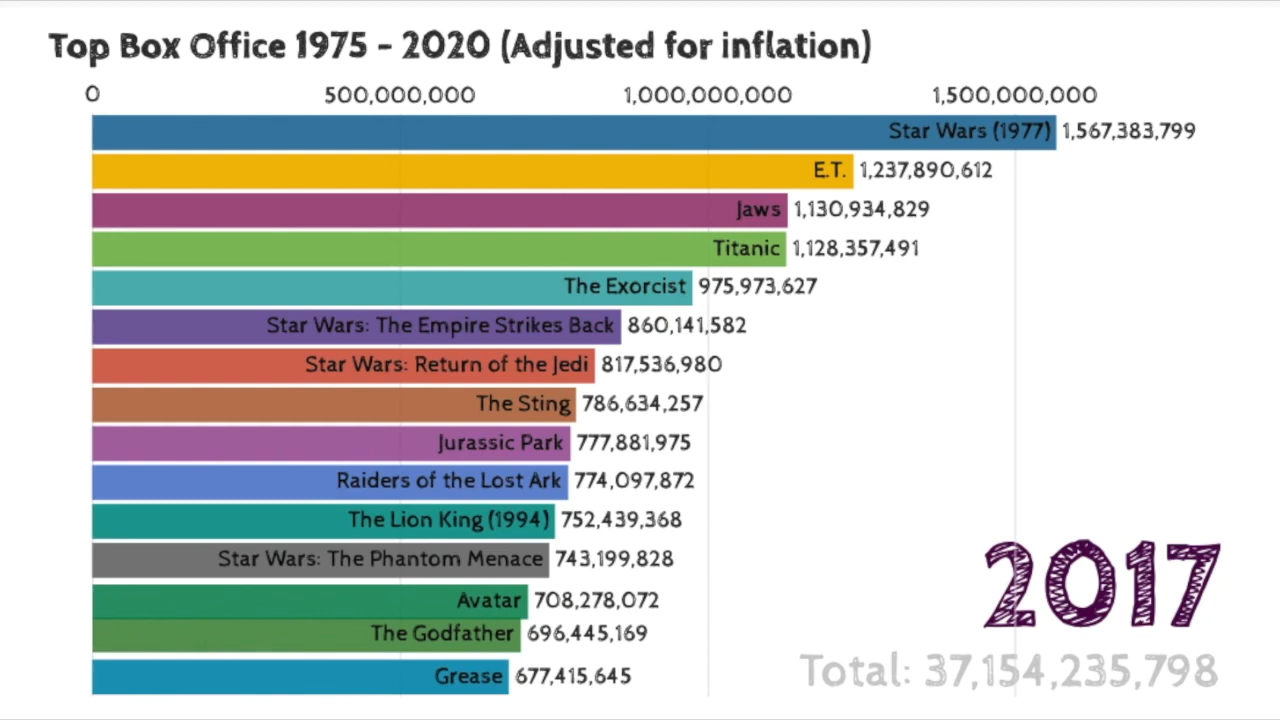 Top Box Office 1975 - 2020 (Adjusted for inflation)
0 500,000,000 1,000,000,000 1,500,000,000
Star Wars (1977) 1,567,383,799
E.T. 1,237,890,612
Jaws 1,130,934,829
Titanic 1,128,357,491
The Exorcist 975,973,627
Star Wars: The Empire Strikes Back 860,141,582
Star Wars: Return of the Jedi 817,536,980
The Sting 786,634,257
Jurassic Park 777,881,975
Raiders of the Lost Ark 774,097,872
The Lion King (1994) 752,439,368
Star Wars: The Phantom Menace 743,199,828
Avatar 708,278,072
The Godfather 696,445,169
Grease 677,415,645
2017
Total: 37,154,235,798